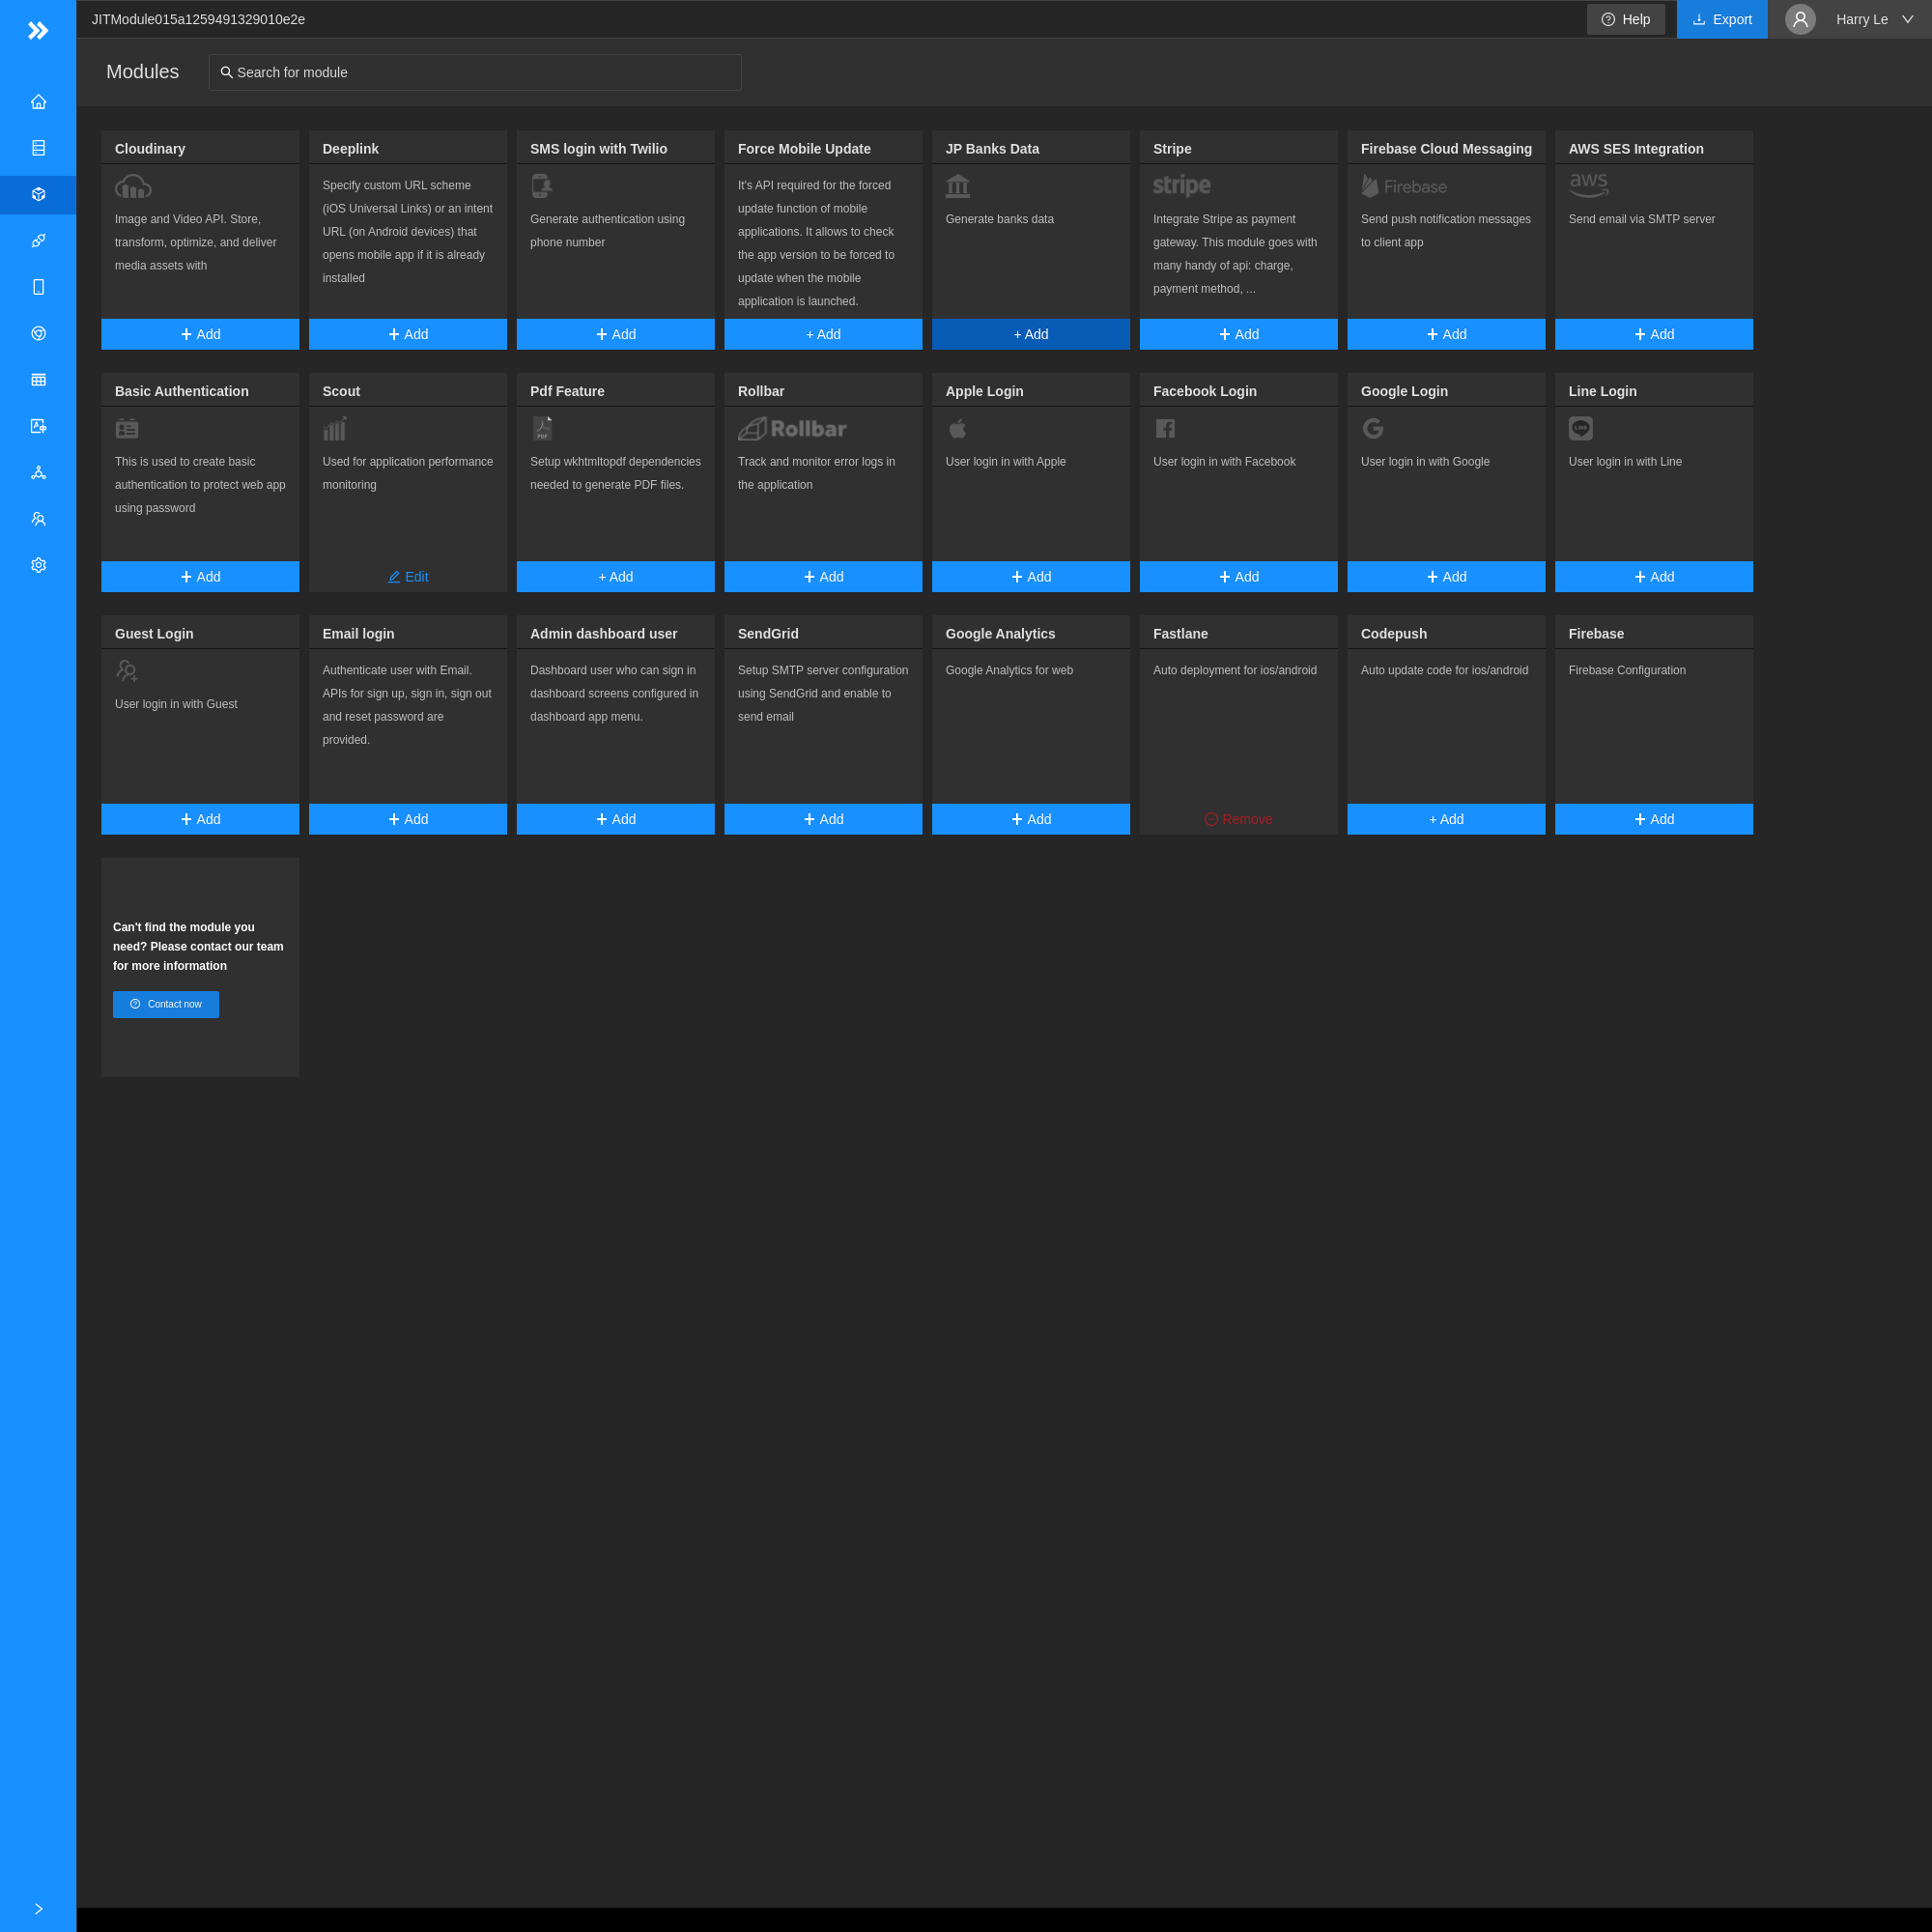 JITModule015a1259491329010e2e
Help
Export
Harry Le
Modules
Search for module
Cloudinary
Image and Video API. Store,
transform, optimize, and deliver
media assets with
+ Add
Deeplink
Specify custom URL scheme
(iOS Universal Links) or an intent
URL (on Android devices) that
opens mobile app if it is already
installed
+ Add
SMS login with Twilio
Generate authentication using
phone number
+ Add
Force Mobile Update
It's API required for the forced
update function of mobile
applications. It allows to check
the app version to be forced to
update when the mobile
application is launched.
+ Add
JP Banks Data
Generate banks data
+ Add
Stripe
stripe
Integrate Stripe as payment
gateway. This module goes with
many handy of api: charge,
payment method, ...
+ Add
Firebase Cloud Messaging
Firebase
Send push notification messages
to client app
+ Add
AWS SES Integration
aws
Send email via SMTP server
+ Add
Basic Authentication
This is used to create basic
authentication to protect web app
using password
+ Add
Scout
Used for application performance
monitoring
Edit
Pdf Feature
PDF
Setup wkhtmltopdf dependencies
needed to generate PDF files.
+ Add
Rollbar
Rollbar
Track and monitor error logs in
the application
+ Add
Apple Login
User login in with Apple
+ Add
Facebook Login
User login in with Facebook
+ Add
Google Login
User login in with Google
+ Add
Line Login
LINE
User login in with Line
+ Add
Guest Login
User login in with Guest
+ Add
Email login
Authenticate user with Email.
APIs for sign up, sign in, sign out
and reset password are
provided.
+ Add
Admin dashboard user
Dashboard user who can sign in
dashboard screens configured in
dashboard app menu.
+ Add
SendGrid
Setup SMTP server configuration
using SendGrid and enable to
send email
+ Add
Google Analytics
Google Analytics for web
+ Add
Fastlane
Auto deployment for ios/android
Remove
Codepush
Auto update code for ios/android
+ Add
Firebase
Firebase Configuration
+ Add
Can't find the module you
need? Please contact our team
for more information
Contact now